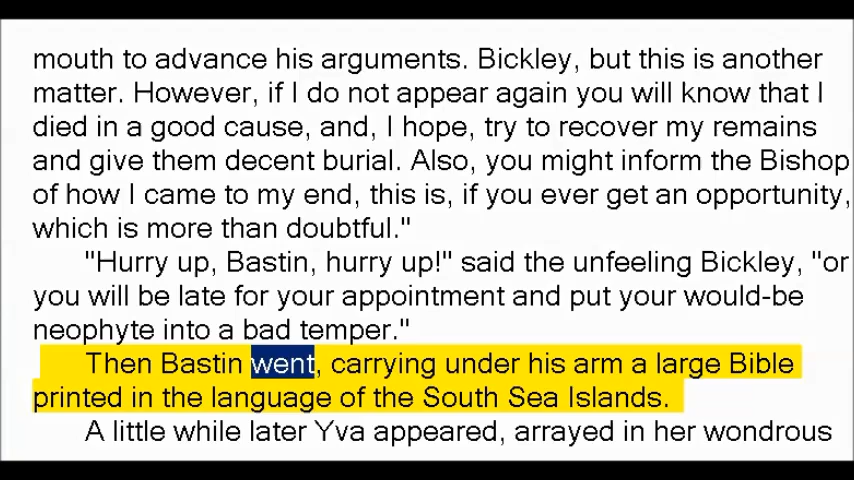 mouth to advance his arguments. Bickley, but this is another
matter. However, if I do not appear again you will know that I
died in a good cause, and, I hope, try to recover my remains
and give them decent burial. Also, you might inform the Bishop
of how I came to my end, this is, if you ever get an opportunity,
which is more than doubtful."
"Hurry up, Bastin, hurry up!" said the unfeeling Bickley, "or
you will be late for your appointment and put your would-be
neophyte into a bad temper."
Then Bastin went, carrying under his arm a large Bible
printed in the language of the South Sea Islands.
A little while later Yva appeared, arrayed in her wondrous